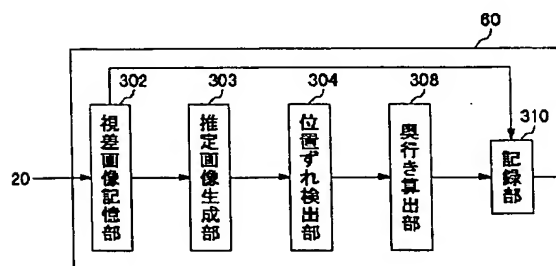 60
302
303
304
308
310
視差画像記憶部
推定画像生成部
位置ずれ検出部
奥行き算出部
記録部
20